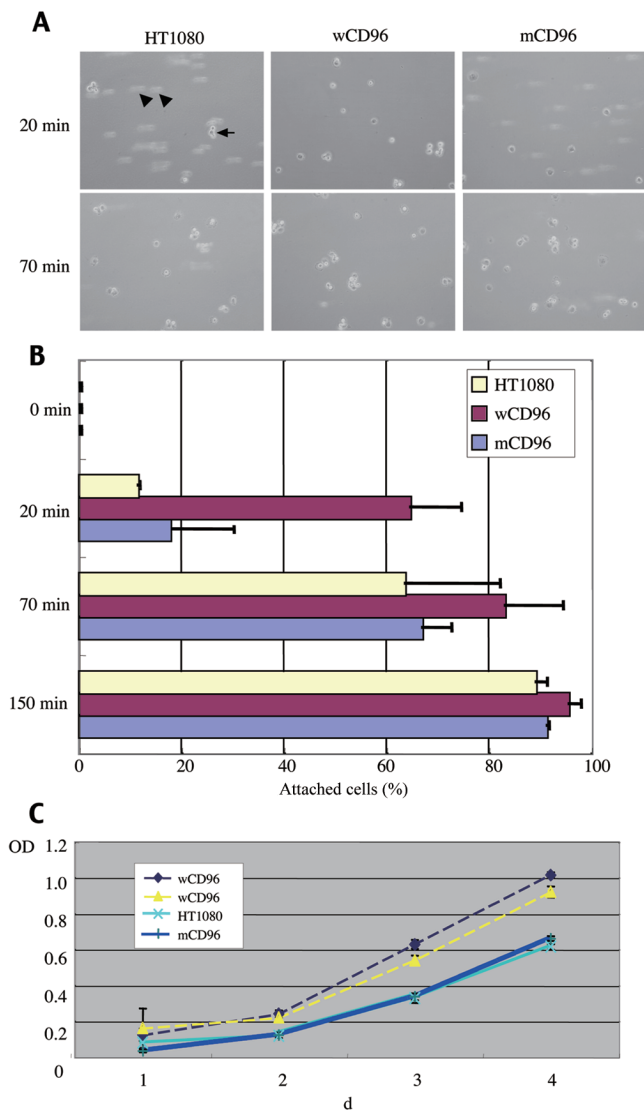 A
HT1080 wCD96 mCD96
20 min
70 min
B
HT1080
wCD96
mCD96
0 min
20 min
70 min
150 min
0 20 40 60 80 100
Attached cells (%)
C
OD
1.2
1.0
0.8
0.6
0.4
0.2
0
wCD96
wCD96
HT1080
mCD96
1 2 3 4
d